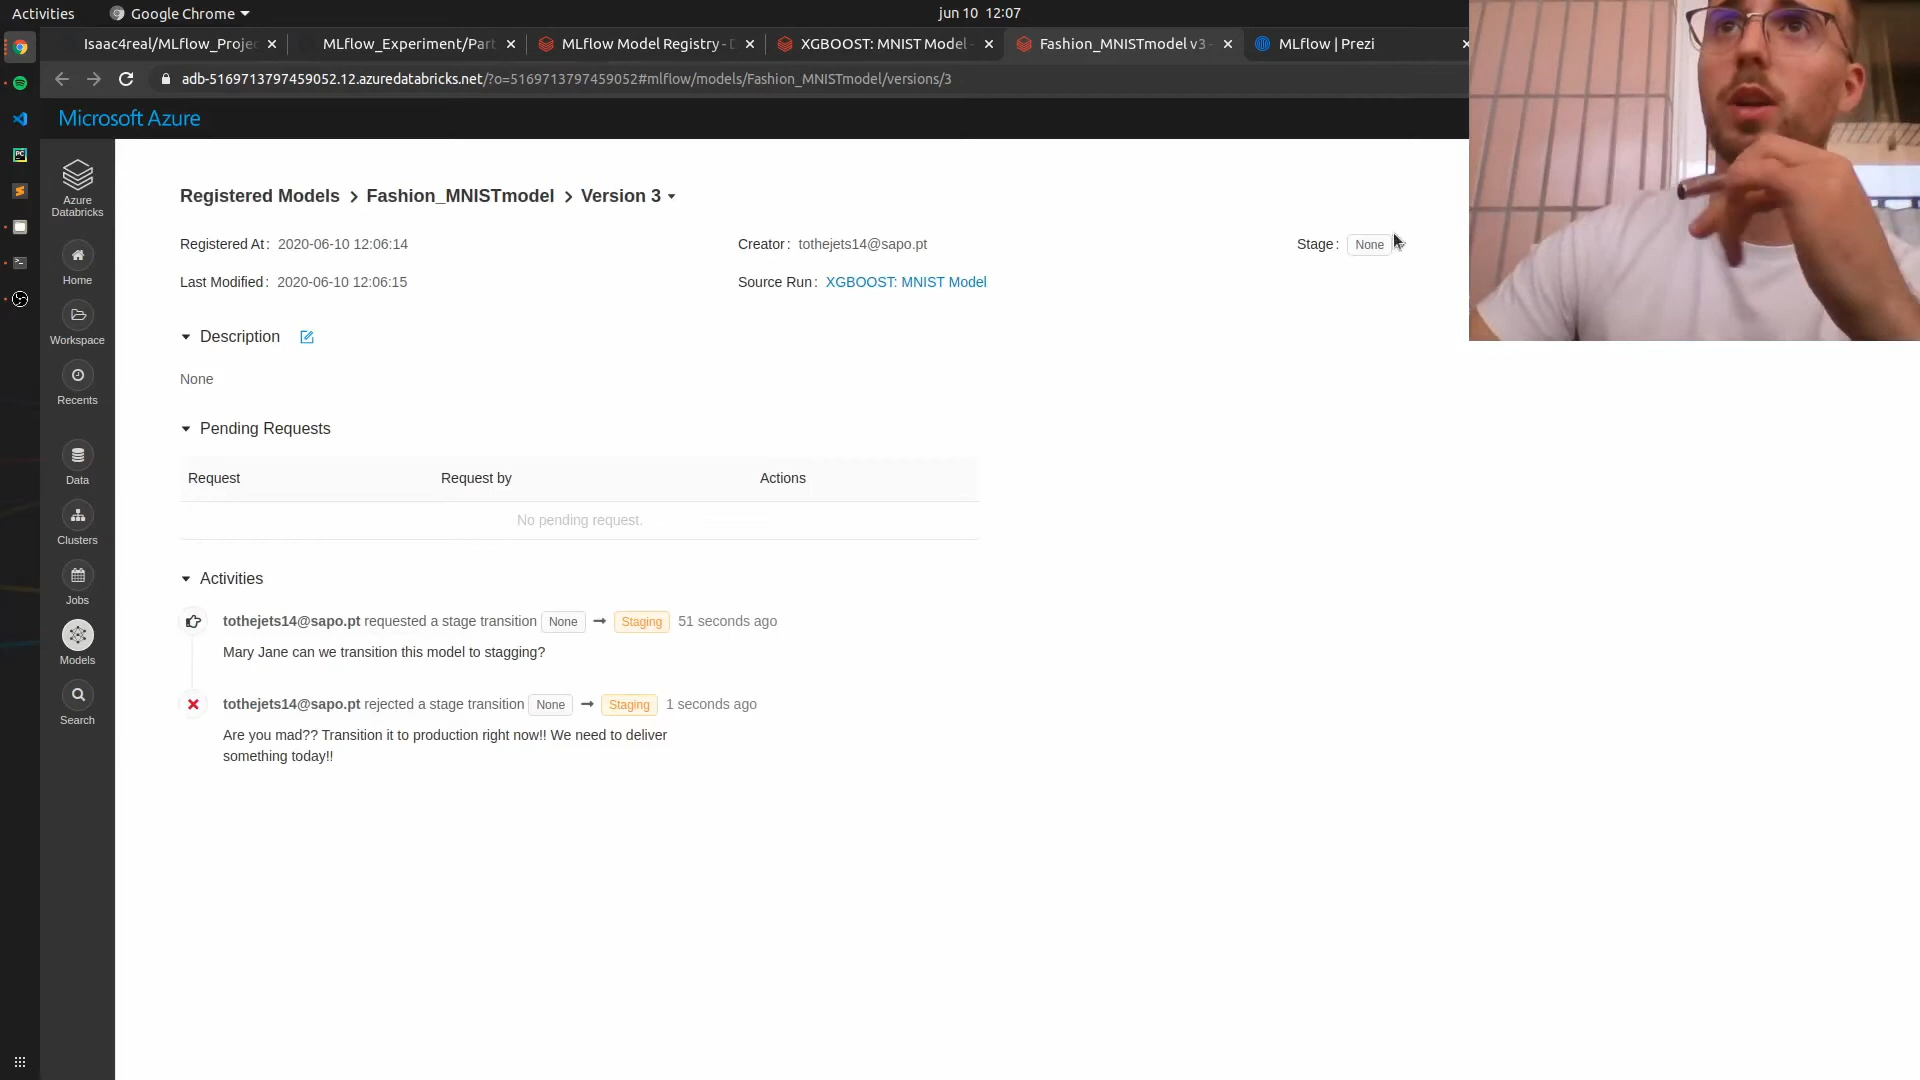 Activities
Google Chrome
jun 10 12:07
Isaac4real/MLflow_Proje
MLflow_Experiment/Part
MLflow Model Registry - D
XGBOOST: MNIST Model -
Fashion_MNISTmodel v3 -
MLflow | Prezi
adb-5169713797459052.12.azuredatabricks.net/?o=5169713797459052#mlflow/models/Fashion_MNISTmodel/versions/3
Microsoft Azure
Azure
Databricks
Home
Workspace
Recents
Data
Clusters
Jobs
Models
Search
Registered Models > Fashion_MNISTmodel > Version 3
Registered At: 2020-06-10 12:06:14
Creator: tothejets14@sapo.pt
Stage: None
Last Modified: 2020-06-10 12:06:15
Source Run: XGBOOST: MNIST Model
Description
None
Pending Requests
Request Request by Actions
No pending request.
Activities
tothejets14@sapo.pt requested a stage transition None → Staging 51 seconds ago
Mary Jane can we transition this model to stagging?
tothejets14@sapo.pt rejected a stage transition None → Staging 1 seconds ago
Are you mad?? Transition it to production right now!! We need to deliver
something today!!